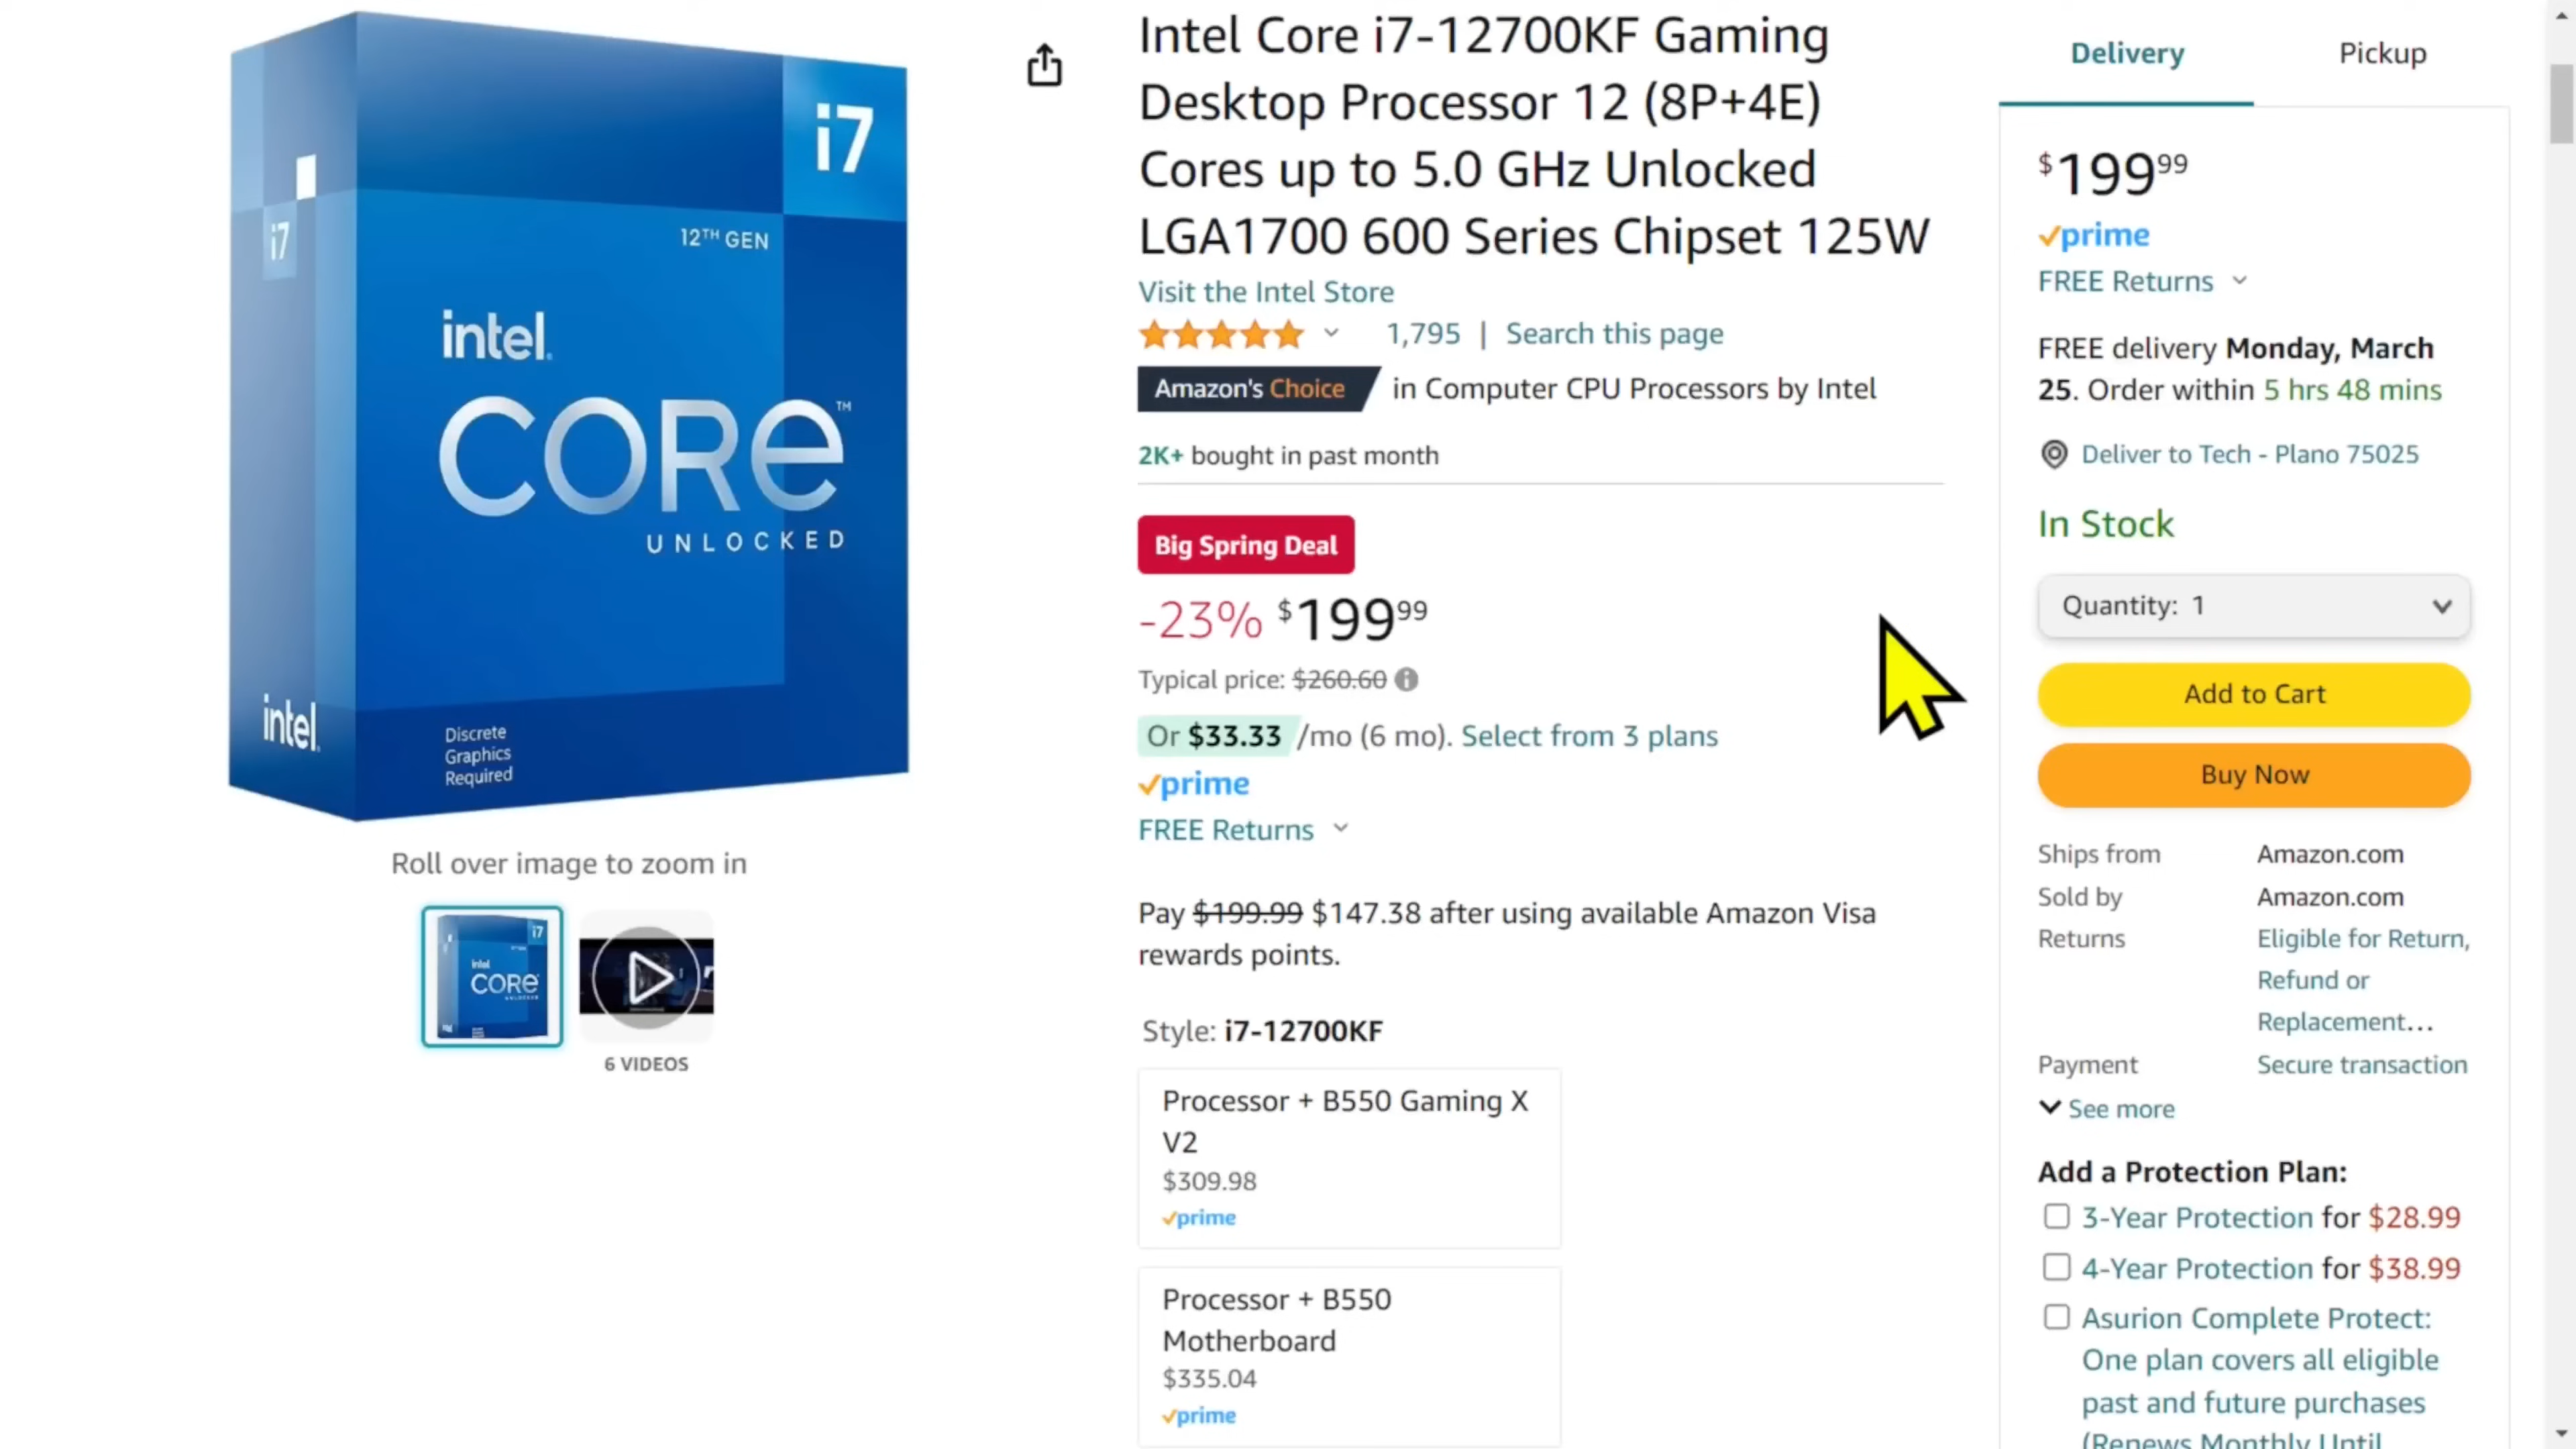 i7
i7
12TH GEN
intel.
CORE™
UNLOCKED
intel.
Discrete
Graphics
Required
Roll over image to zoom in
i7
intel
CORE
UNLOCKED
6 VIDEOS
Intel Core i7-12700KF Gaming
Desktop Processor 12 (8P+4E)
Cores up to 5.0 GHz Unlocked
LGA1700 600 Series Chipset 125W
Visit the Intel Store
1,795 | Search this page
Amazon's Choice in Computer CPU Processors by Intel
2K+ bought in past month
Big Spring Deal
-23% $199 99
Typical price: $260.60
Or $33.33 /mo (6 mo). Select from 3 plans
prime
FREE Returns
Pay $199.99 $147.38 after using available Amazon Visa
rewards points.
Style: i7-12700KF
Processor + B550 Gaming X
V2
$309.98
prime
Processor + B550
Motherboard
$335.04
prime
Delivery Pickup
$199 99
prime
FREE Returns
FREE delivery Monday, March
25. Order within 5 hrs 48 mins
Deliver to Tech - Plano 75025
In Stock
Quantity: 1
Add to Cart
Buy Now
Ships from Amazon.com
Sold by Amazon.com
Returns Eligible for Return,
Refund or
Replacement…
Payment Secure transaction
See more
Add a Protection Plan:
3-Year Protection for $28.99
4-Year Protection for $38.99
Asurion Complete Protect:
One plan covers all eligible
past and future purchases
(Renews Monthly Until